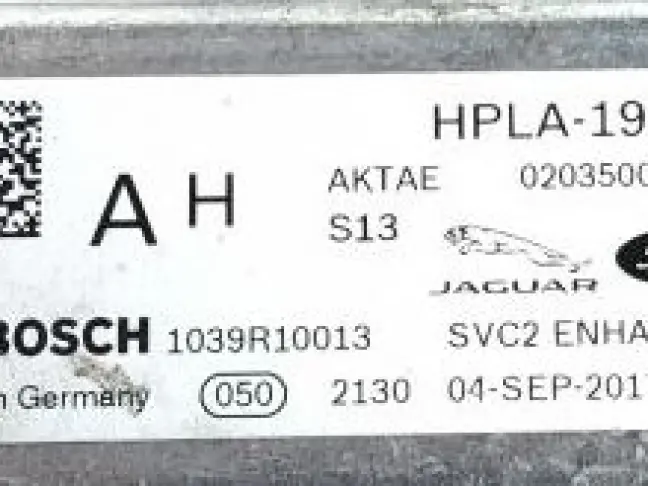 HPLA-19
A H
AKTAE 0203500
S13
JAGUAR
BOSCH 1039R10013 SVC2 ENHA
n Germany 050 2130 04-SEP-201